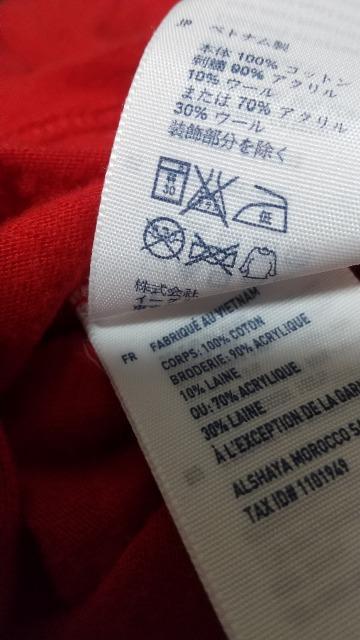 JP ベトナム製
本体 100% コットン
刺繍 90% アクリル
10% ウール
または 70% アクリル
30% ウール
装飾部分を除く
30
低
株式会社
FR FABRIQUÉ AU VIETNAM
CORPS: 100% COTON
BRODERIE: 90% ACRYLIQUE
10% LAINE
OU: 70% ACRYLIQUE
30% LAINE
À L'EXCEPTION DE LA
ALSHAYA MOROCCO
TAX ID# 1101949